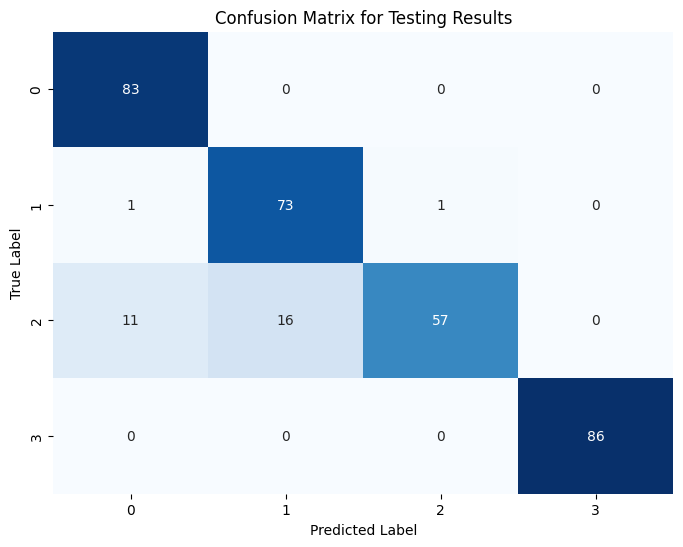 Confusion Matrix for Testing Results
True Label
0 83 0 0 0
1 1 73 1 0
2 11 16 57 0
3 0 0 0 86
0 1 2 3
Predicted Label